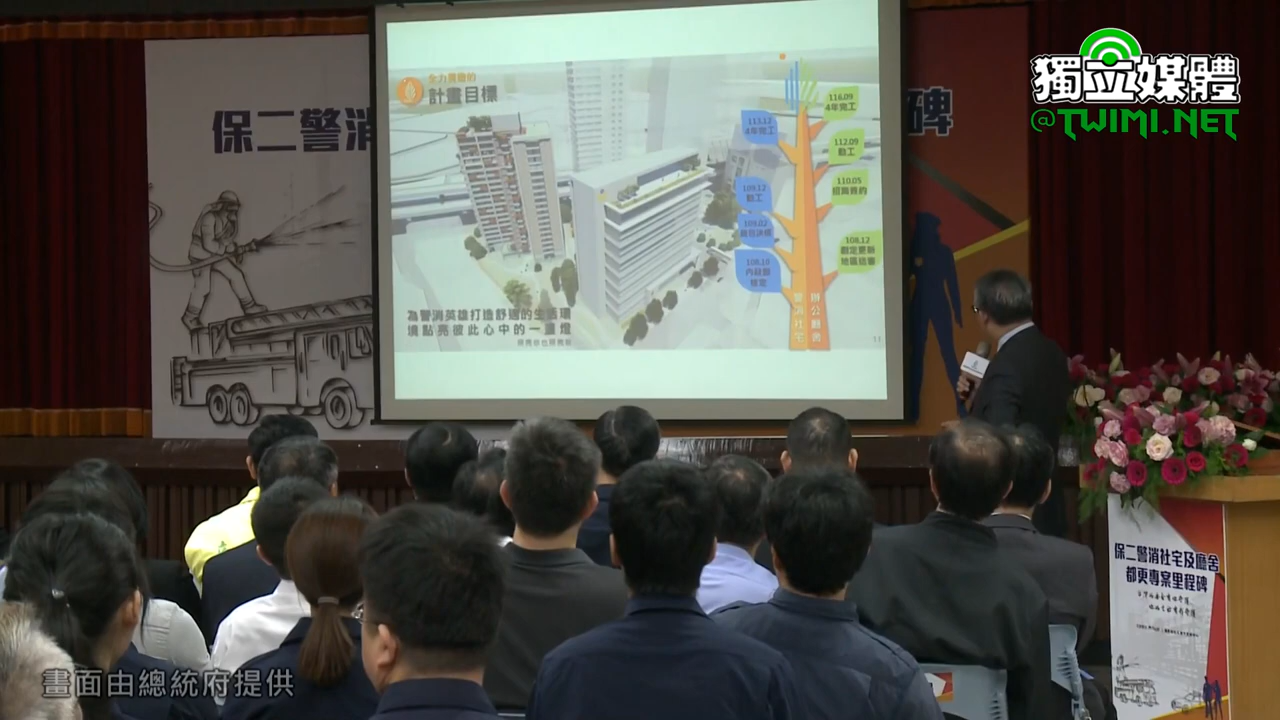 獨立媒體
@TWIMI.NET
保二警消
碑
全力實踐的
計畫目標
116.09
4年完工
113.12
4年完工
112.09
動工
110.05
招商簽約
109.12
動工
109.02
108.12
劃定更新
地區公告
108.10
內政部
核定
警消社宅
辦公廳舍
為警消英雄打造舒適的生活環
境點亮彼此心中的一盞燈
11
保二警消社宅及廳舍
都更專案里程碑
畫面由總統府提供